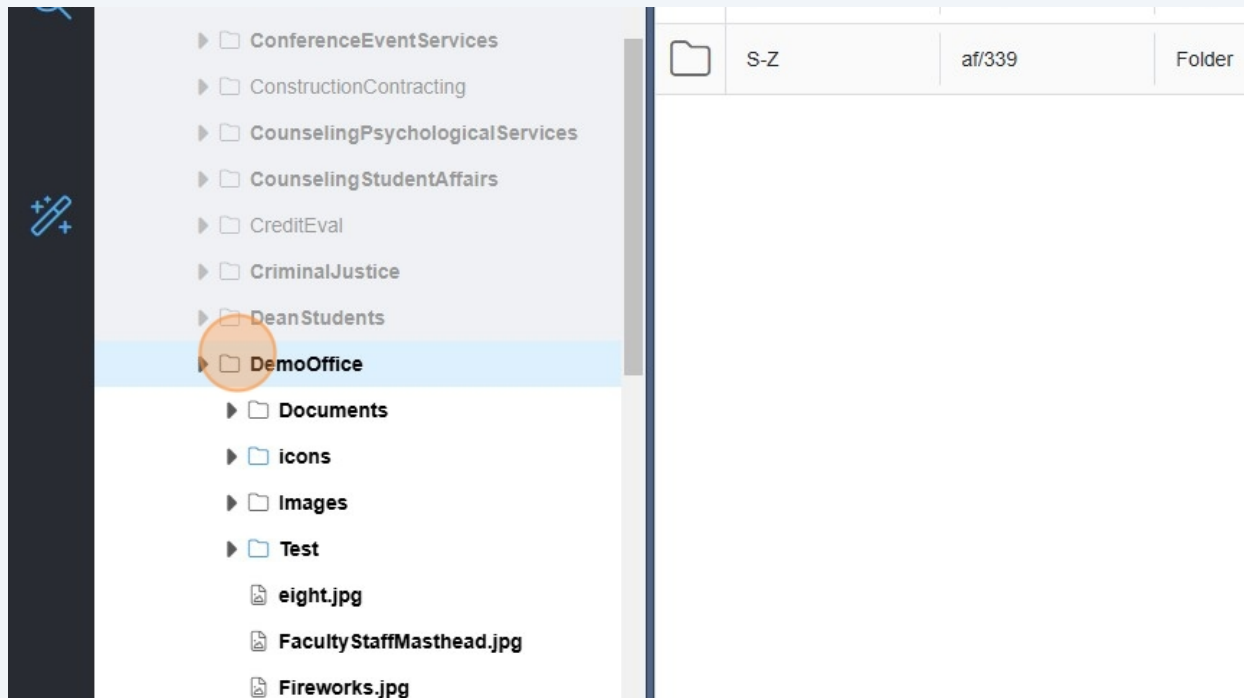 ConferenceEventServices
ConstructionContracting
CounselingPsychologicalServices
CounselingStudentAffairs
CreditEval
CriminalJustice
DeanStudents
DemoOffice
Documents
icons
Images
Test
eight.jpg
FacultyStaffMasthead.jpg
Fireworks.jpg
S-Z af/339 Folder